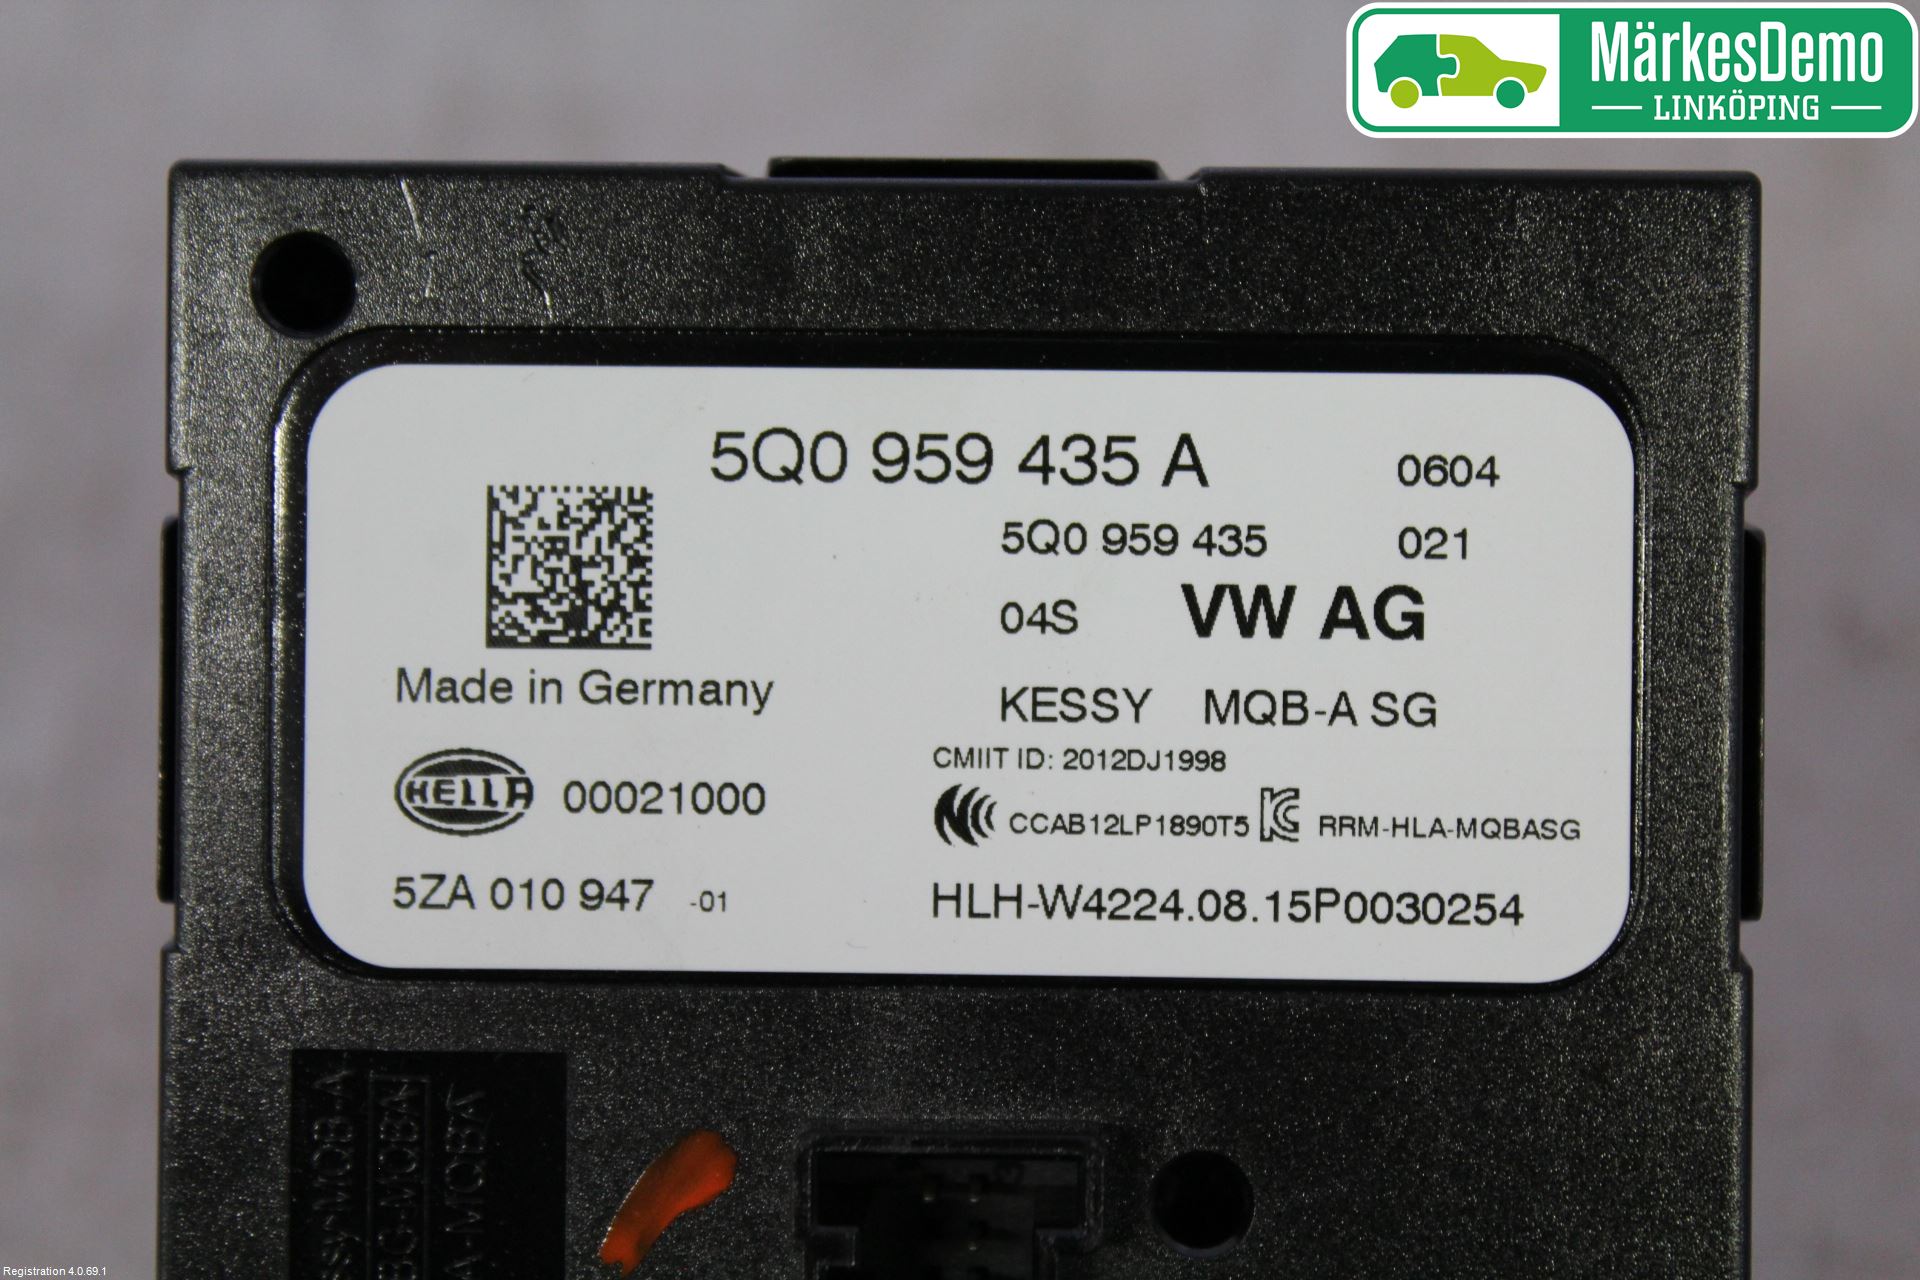 MärkesDemo
LINKÖPING
5Q0 959 435 A 0604
5Q0 959 435 021
04S VW AG
Made in Germany
KESSY MQB-A SG
CMIIT ID: 2012DJ1998
HELLA 00021000
CCAB12LP1890T5 RRM-HLA-MQBASG
5ZA 010 947 -01
HLH-W4224.08.15P0030254
Registration 4.0.69.1